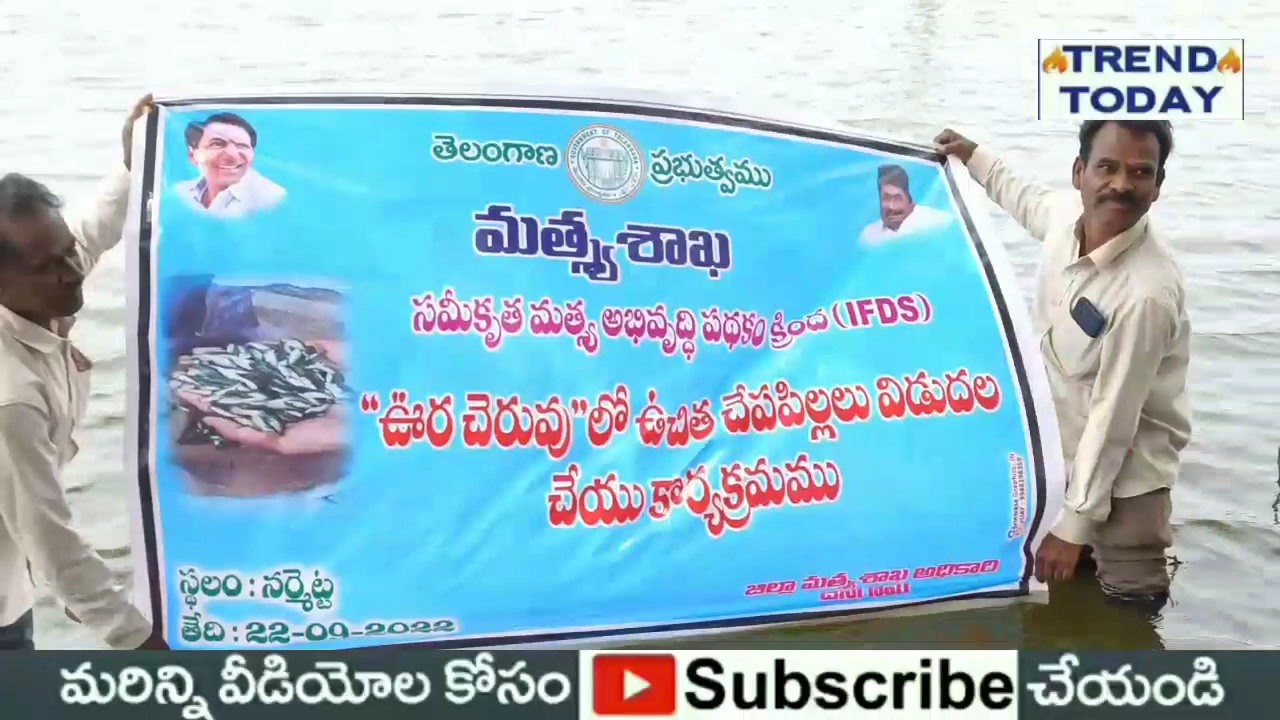 TREND
TODAY
తెలంగాణ ప్రభుత్వము
మత్స్యశాఖ
సమీకృత మత్స్య అభివృద్ధి పథకం క్రింద (IFDS)
"ఊర చెరువు"లో ఉచిత చేపపిల్లలు విడుదల
చేయు కార్యక్రమము
స్థలం : నర్మెట్ట
తేది : 22-09-2022
జిల్లా మత్స్య శాఖ అధికారి
మరిన్ని వీడియోల కోసం Subscribe చేయండి